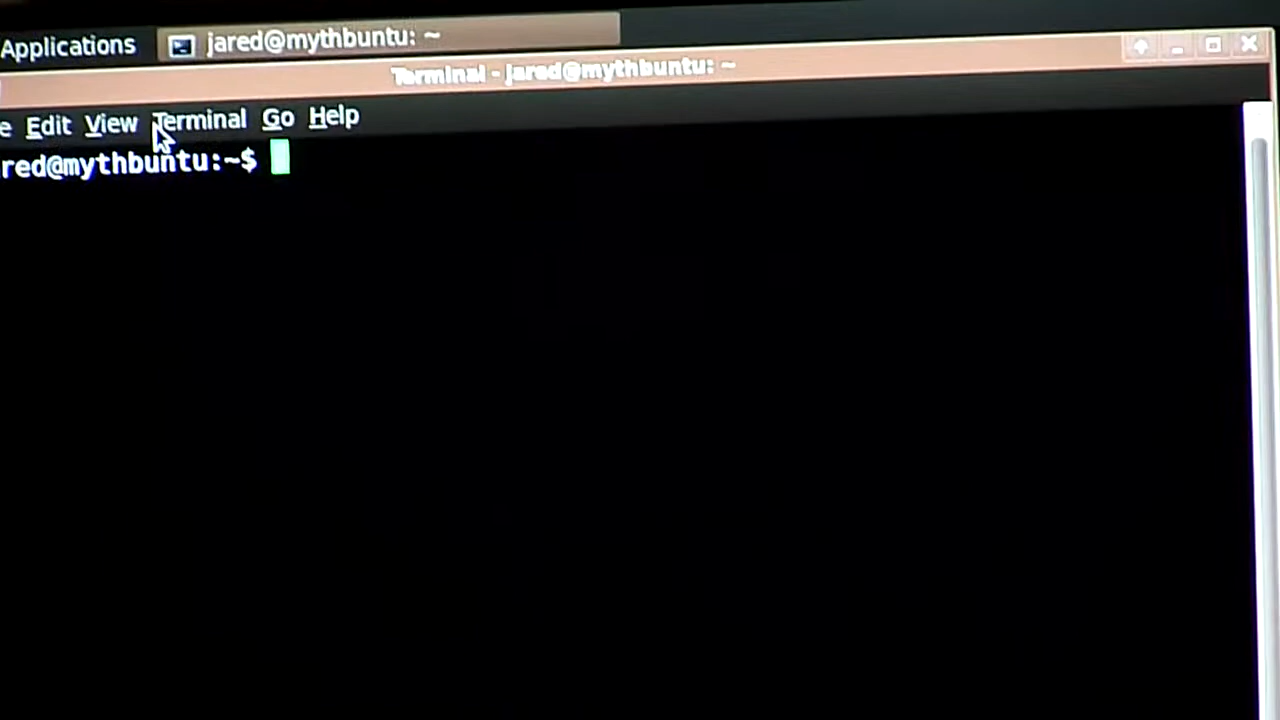 Applications jared@mythbuntu: ~
Terminal - jared@mythbuntu: ~
e Edit View Terminal Go Help
red@mythbuntu:~$